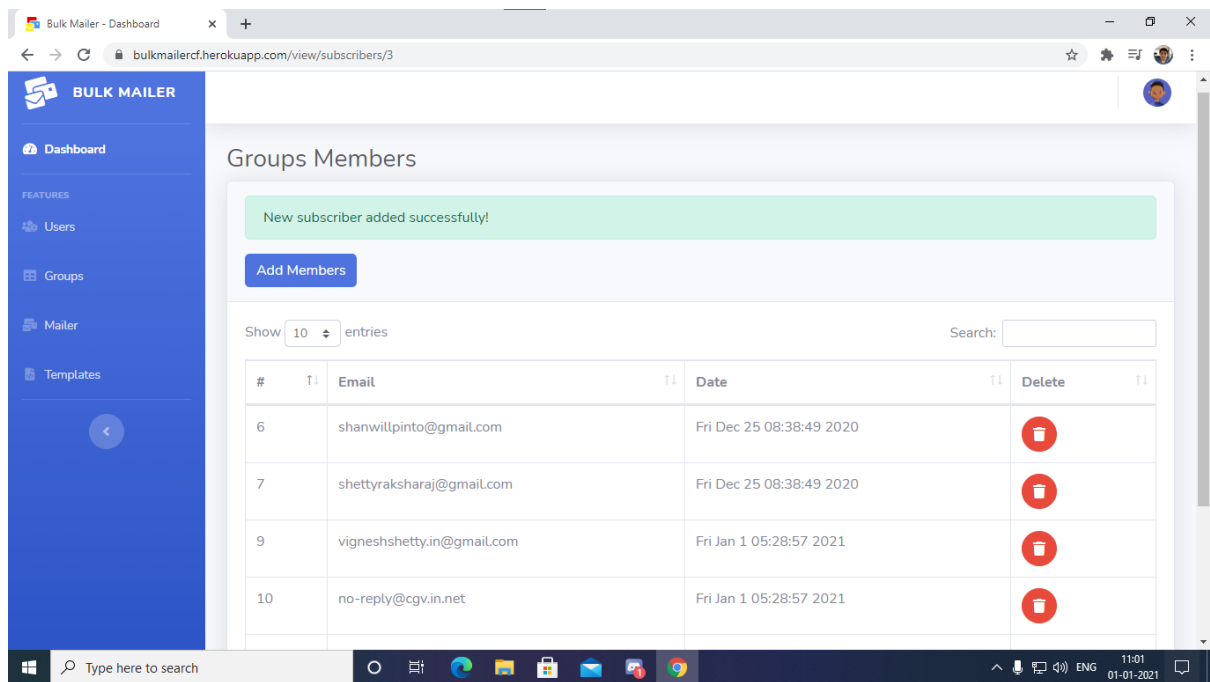 Bulk Mailer - Dashboard
bulkmailercf.herokuapp.com/view/subscribers/3
BULK MAILER
Dashboard
FEATURES
Users
Groups
Mailer
Templates
Groups Members
New subscriber added successfully!
Add Members
Show 10 entries
Search:
# Email Date Delete
6 shanwillpinto@gmail.com Fri Dec 25 08:38:49 2020
7 shettyraksharaj@gmail.com Fri Dec 25 08:38:49 2020
9 vigneshshetty.in@gmail.com Fri Jan 1 05:28:57 2021
10 no-reply@cgv.in.net Fri Jan 1 05:28:57 2021
Type here to search
ENG
11:01
01-01-2021